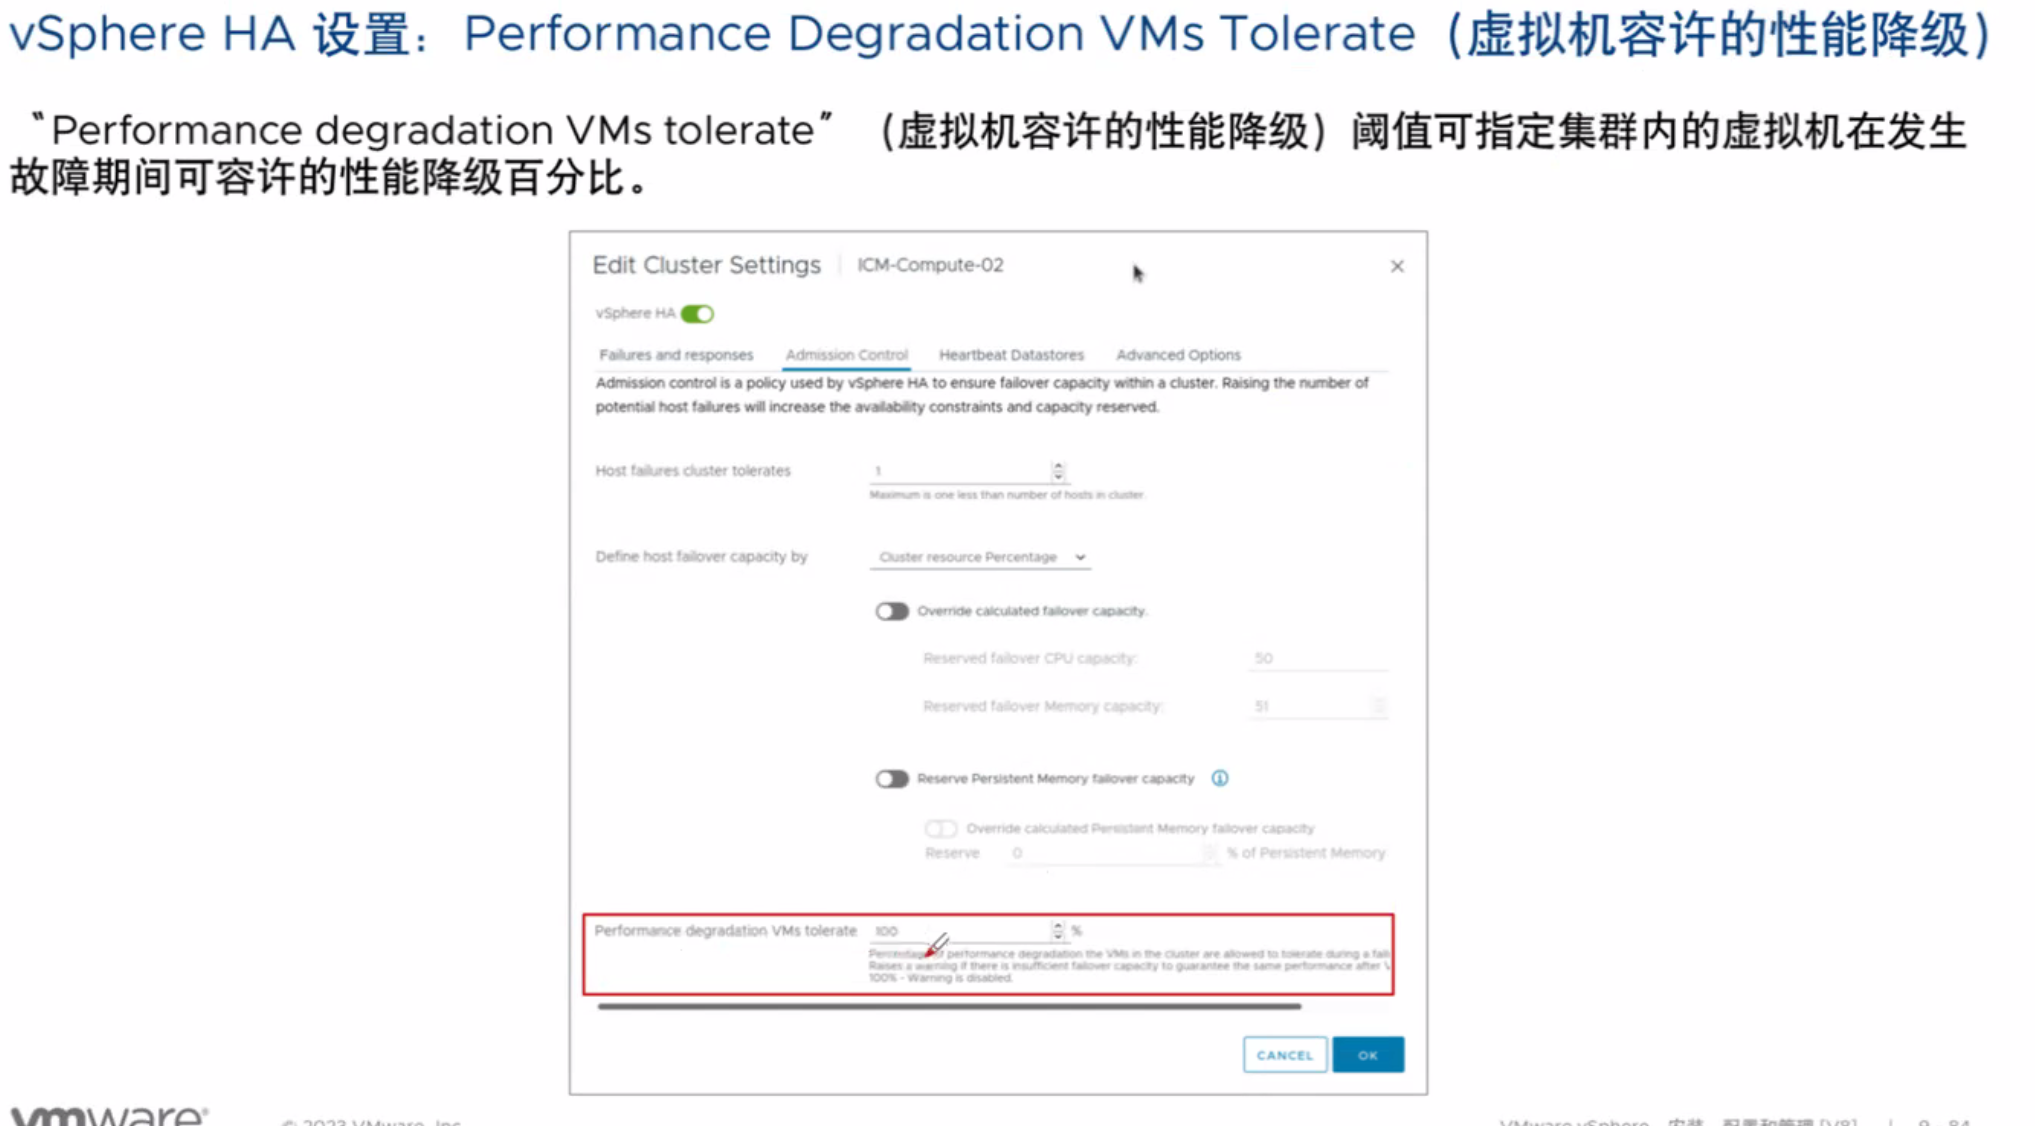 vSphere HA 设置：Performance Degradation VMs Tolerate（虚拟机容许的性能降级）
“Performance degradation VMs tolerate”（虚拟机容许的性能降级）阈值可指定集群内的虚拟机在发生
故障期间可容许的性能降级百分比。
Edit Cluster Settings ICM-Compute-02
vSphere HA
Failures and responses Admission Control Heartbeat Datastores Advanced Options
Admission control is a policy used by vSphere HA to ensure failover capacity within a cluster. Raising the number of
potential host failures will increase the availability constraints and capacity reserved.
Host failures cluster tolerates 1
Maximum is one less than number of hosts in cluster.
Define host failover capacity by Cluster resource Percentage
Override calculated failover capacity.
Reserved failover CPU capacity: 50
Reserved failover Memory capacity: 51
Reserve Persistent Memory failover capacity
Override calculated Persistent Memory failover capacity
Reserve 0 % of Persistent Memory
Performance degradation VMs tolerate 100 %
Percentage of performance degradation the VMs in the cluster are allowed to tolerate during a fail
Raises a warning if there is insufficient failover capacity to guarantee the same performance after
100% - Warning is disabled.
CANCEL OK
vmware®
© 2023 VMware, Inc.
VMware vSphere：安装、配置和管理 [V8] | 9 - 84